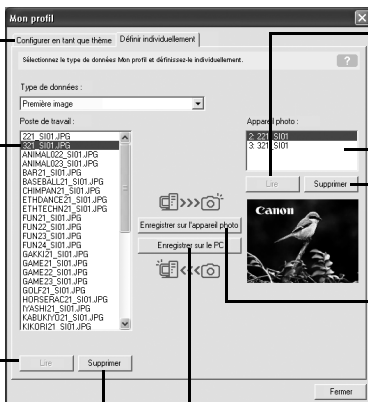 Mon profil
Configurer en tant que thème
Définir individuellement
Sélectionnez le type de données Mon profil et définissez-le individuellement.
?
Type de données :
Première image
Poste de travail :
221_SI01.JPG
321_SI01.JPG
ANIMAL022_SI01.JPG
ANIMAL023_SI01.JPG
BAR21_SI01.JPG
BASEBALL21_SI01.JPG
CHIMPAN21_SI01.JPG
ETHDANCE21_SI01.JPG
ETHTECHN21_SI01.JPG
FUN21_SI01.JPG
FUN22_SI01.JPG
FUN23_SI01.JPG
FUN24_SI01.JPG
GAKKI21_SI01.JPG
GAME21_SI01.JPG
GAME22_SI01.JPG
GAME23_SI01.JPG
GOLF21_SI01.JPG
HORSERAC21_SI01.JPG
IYASHI21_SI01.JPG
KABUKIYO21_SI01.JPG
KIKORI21_SI01.JPG
Lire
Supprimer
Enregistrer sur l'appareil photo
Enregistrer sur le PC
Appareil photo :
2: 221_SI01
3: 321_SI01
Lire
Supprimer
Canon
Fermer